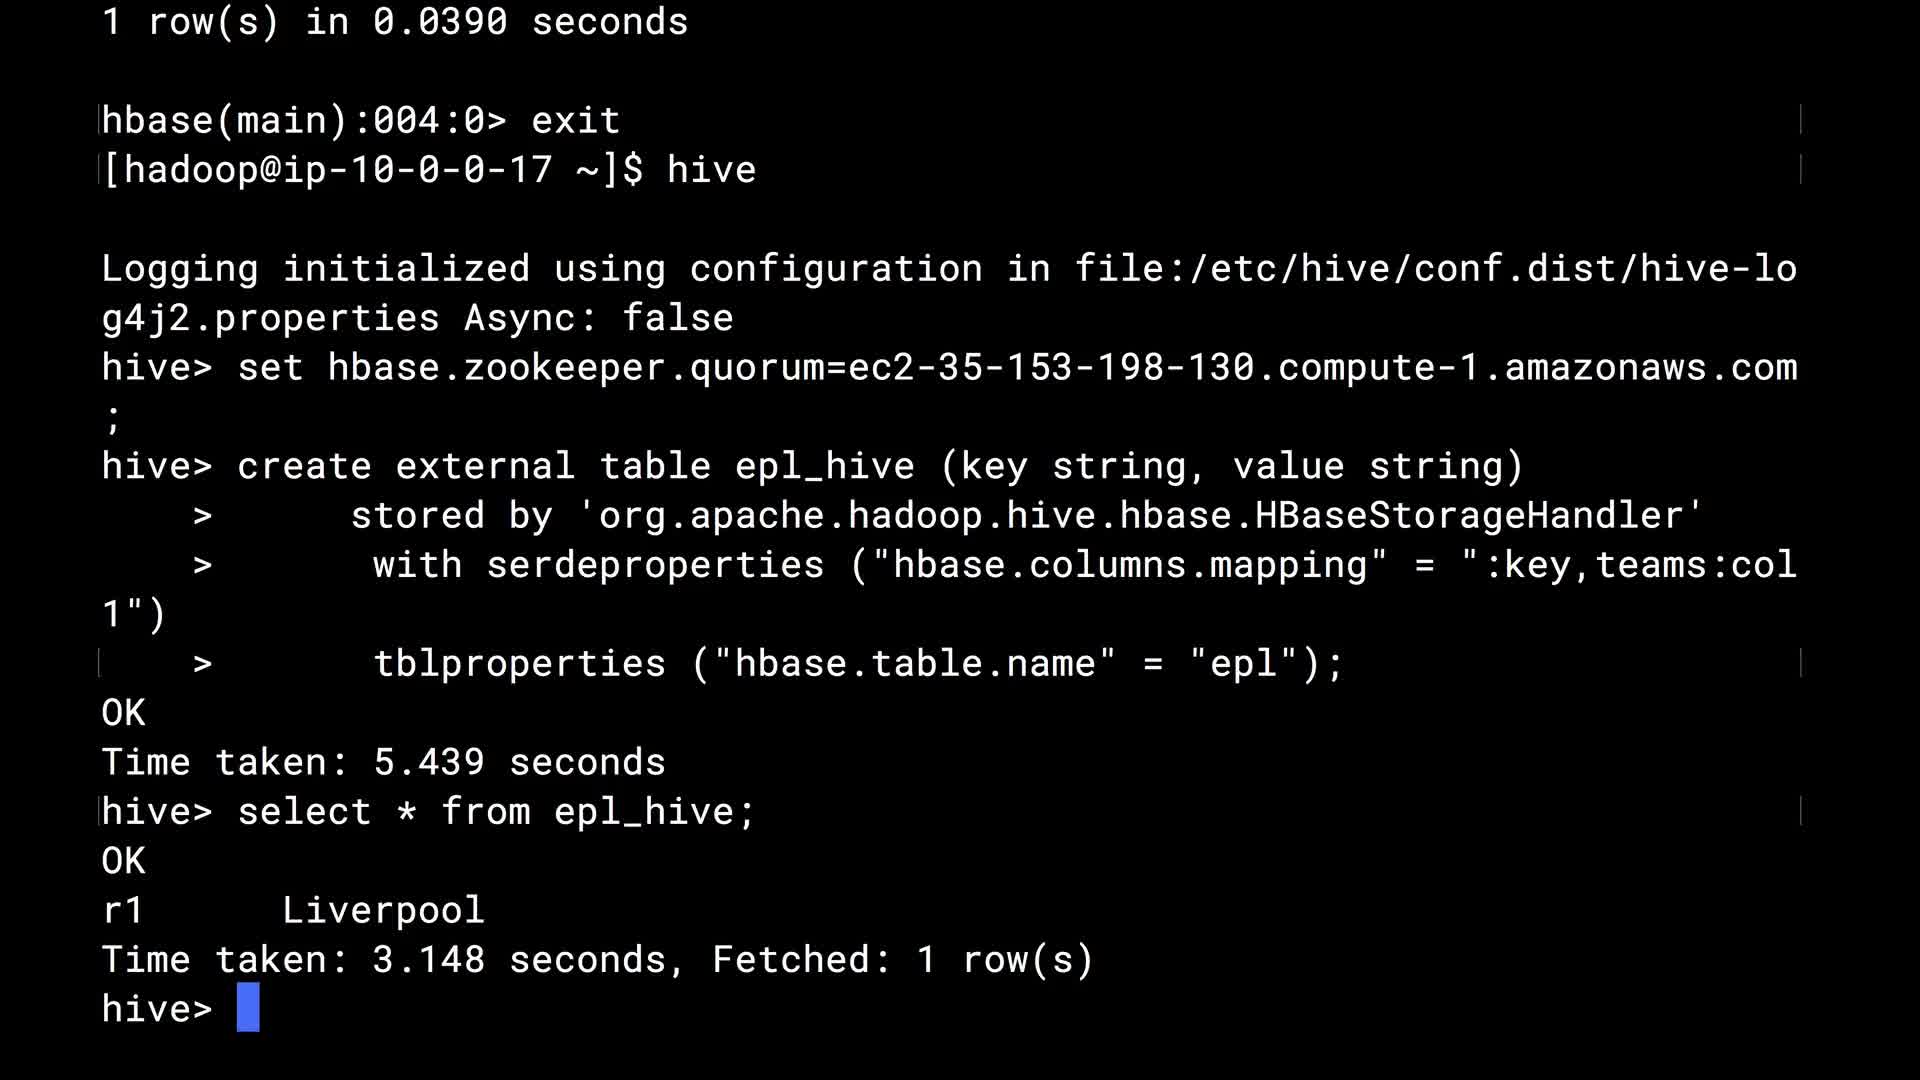 1 row(s) in 0.0390 seconds
hbase(main):004:0> exit
[hadoop@ip-10-0-0-17 ~]$ hive
Logging initialized using configuration in file:/etc/hive/conf.dist/hive-lo
g4j2.properties Async: false
hive> set hbase.zookeeper.quorum=ec2-35-153-198-130.compute-1.amazonaws.com
;
hive> create external table epl_hive (key string, value string)
    >      stored by 'org.apache.hadoop.hive.hbase.HBaseStorageHandler'
    >       with serdeproperties ("hbase.columns.mapping" = ":key,teams:col
1")
    >       tblproperties ("hbase.table.name" = "epl");
OK
Time taken: 5.439 seconds
hive> select * from epl_hive;
OK
r1      Liverpool
Time taken: 3.148 seconds, Fetched: 1 row(s)
hive>